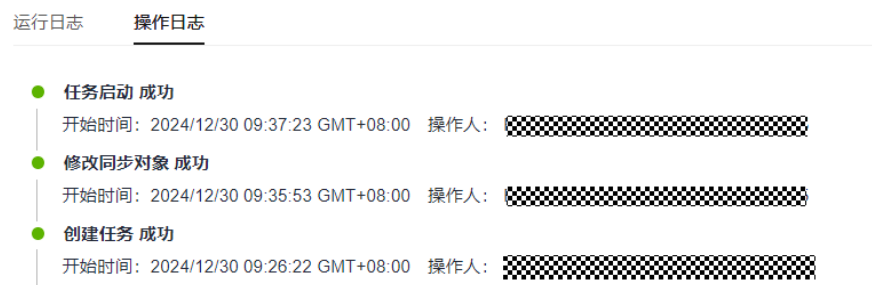 运行日志 操作日志
任务启动 成功
开始时间：2024/12/30 09:37:23 GMT+08:00 操作人：
修改同步对象 成功
开始时间：2024/12/30 09:35:53 GMT+08:00 操作人：
创建任务 成功
开始时间：2024/12/30 09:26:22 GMT+08:00 操作人：